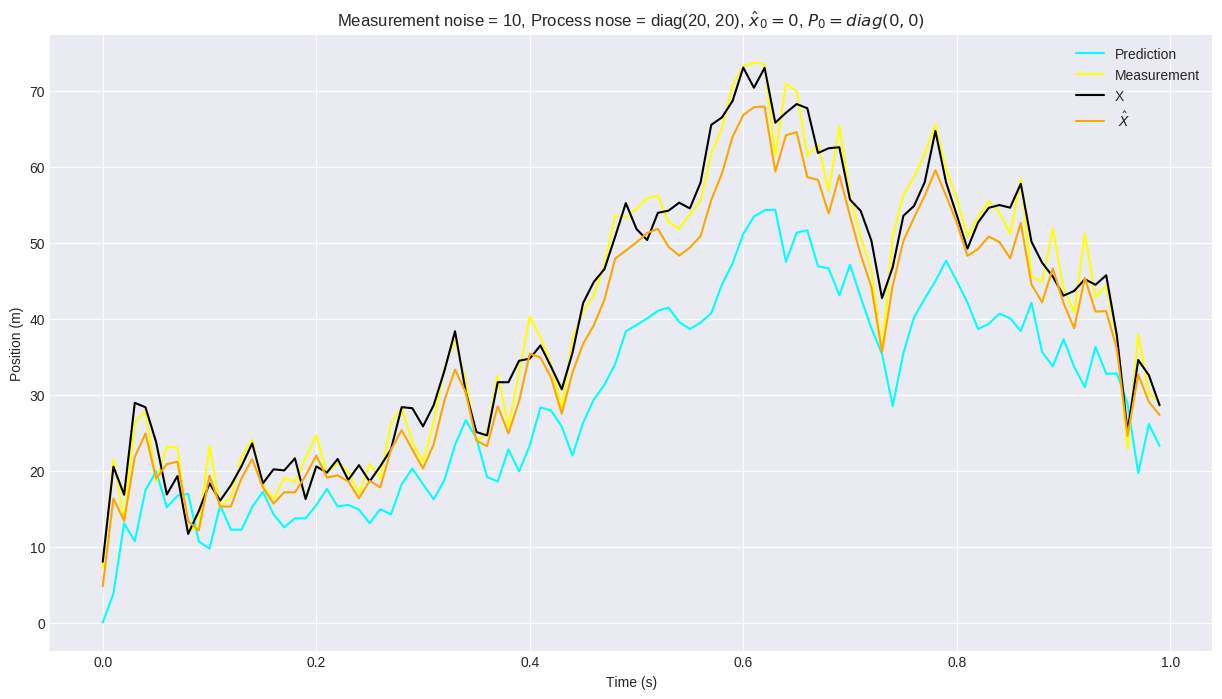 Measurement noise = 10, Process nose = diag(20, 20), x̂₀ = 0, P₀ = diag(0, 0)
Prediction
Measurement
X
X̂
Position (m)
70
60
50
40
30
20
10
0
0.0 0.2 0.4 0.6 0.8 1.0
Time (s)